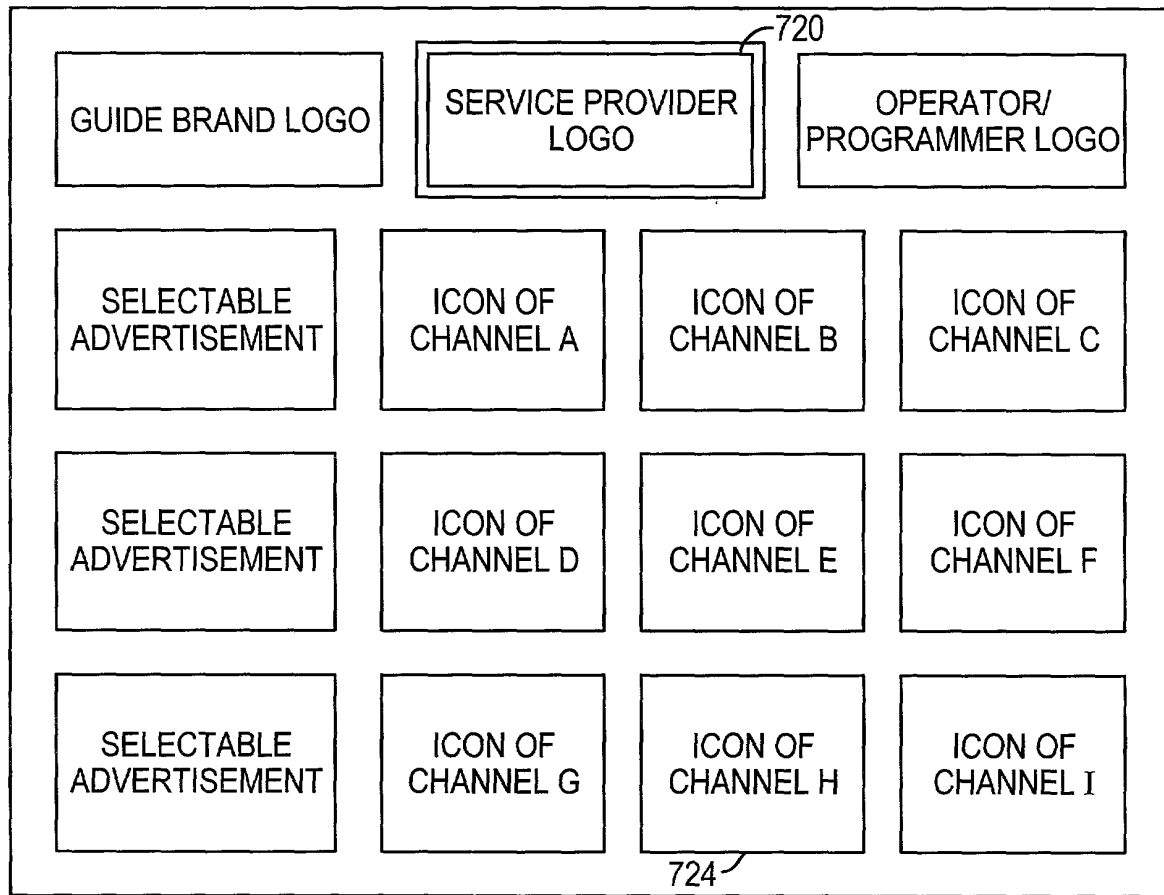 720
GUIDE BRAND LOGO
SERVICE PROVIDER
LOGO
OPERATOR/
PROGRAMMER LOGO
SELECTABLE
ADVERTISEMENT
ICON OF
CHANNEL A
ICON OF
CHANNEL B
ICON OF
CHANNEL C
SELECTABLE
ADVERTISEMENT
ICON OF
CHANNEL D
ICON OF
CHANNEL E
ICON OF
CHANNEL F
SELECTABLE
ADVERTISEMENT
ICON OF
CHANNEL G
ICON OF
CHANNEL H
ICON OF
CHANNEL I
724